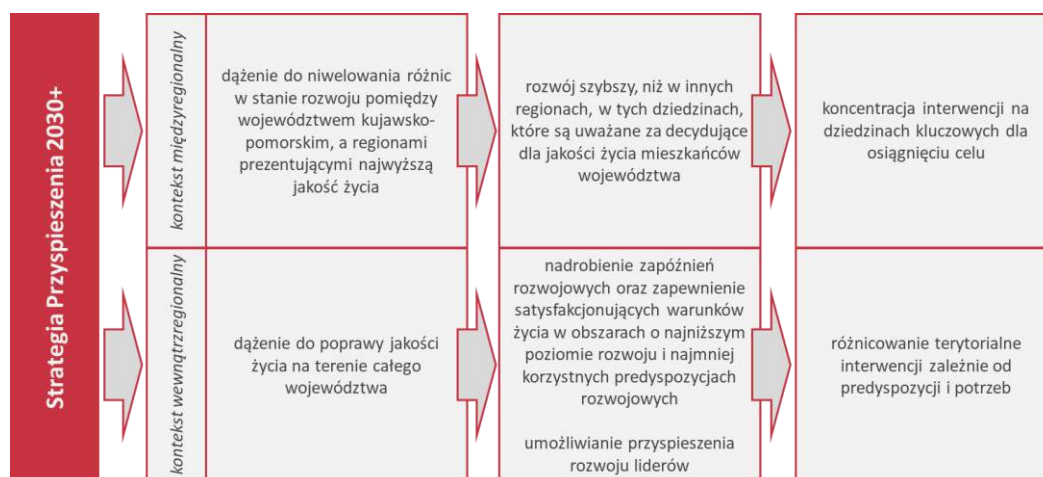 Strategia Przyspieszenia 2030+
kontekst międzyregionalny
dążenie do niwelowania różnic
w stanie rozwoju pomiędzy
województwem kujawsko-
pomorskim, a regionami
prezentującymi najwyższą
jakość życia
rozwój szybszy, niż w innych
regionach, w tych dziedzinach,
które są uważane za decydujące
dla jakości życia mieszkańców
województwa
koncentracja interwencji na
dziedzinach kluczowych dla
osiągnięciu celu
kontekst wewnątrzregionalny
dążenie do poprawy jakości
życia na terenie całego
województwa
nadrobienie zapóźnień
rozwojowych oraz zapewnienie
satysfakcjonujących warunków
życia w obszarach o najniższym
poziomie rozwoju i najmniej
korzystnych predyspozycjach
rozwojowych
umożliwianie przyspieszenia
rozwoju liderów
różnicowanie terytorialne
interwencji zależnie od
predyspozycji i potrzeb